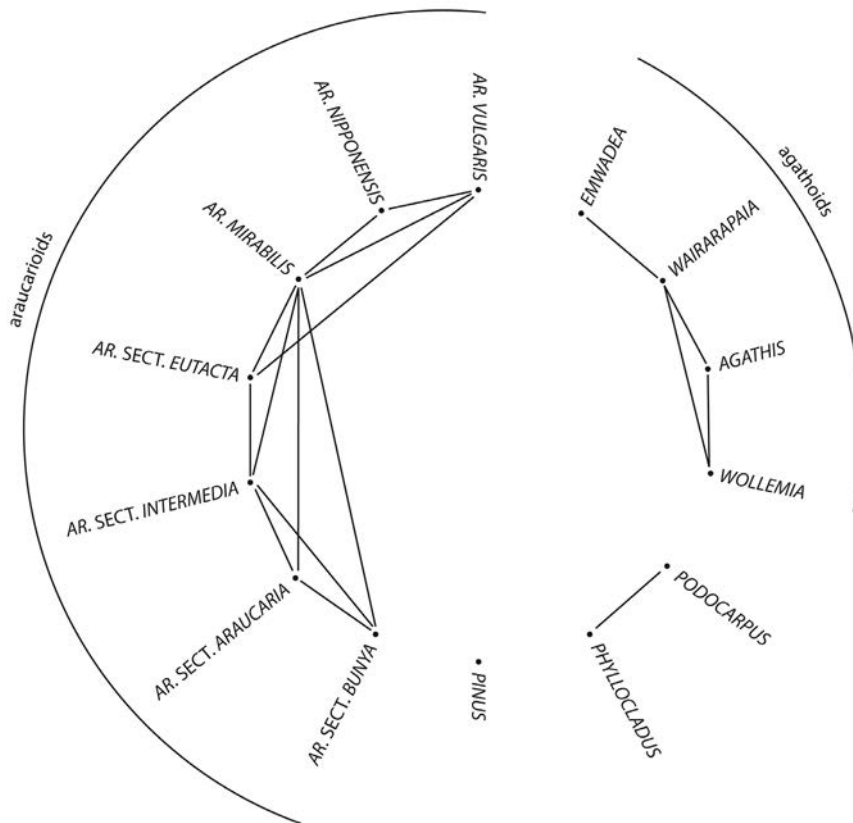 AR. VULGARIS
AR. NIPPONENSIS
AR. MIRABILIS
AR. SECT. EUTACTA
AR. SECT. INTERMEDIA
AR. SECT. ARAUCARIA
AR. SECT. BUNYA
PINUS
PHYLLOCLADUS
PODOCARPUS
WOLLEMIA
AGATHIS
WAIRARAPAIA
EMWADEA
araucarioids
agathoids